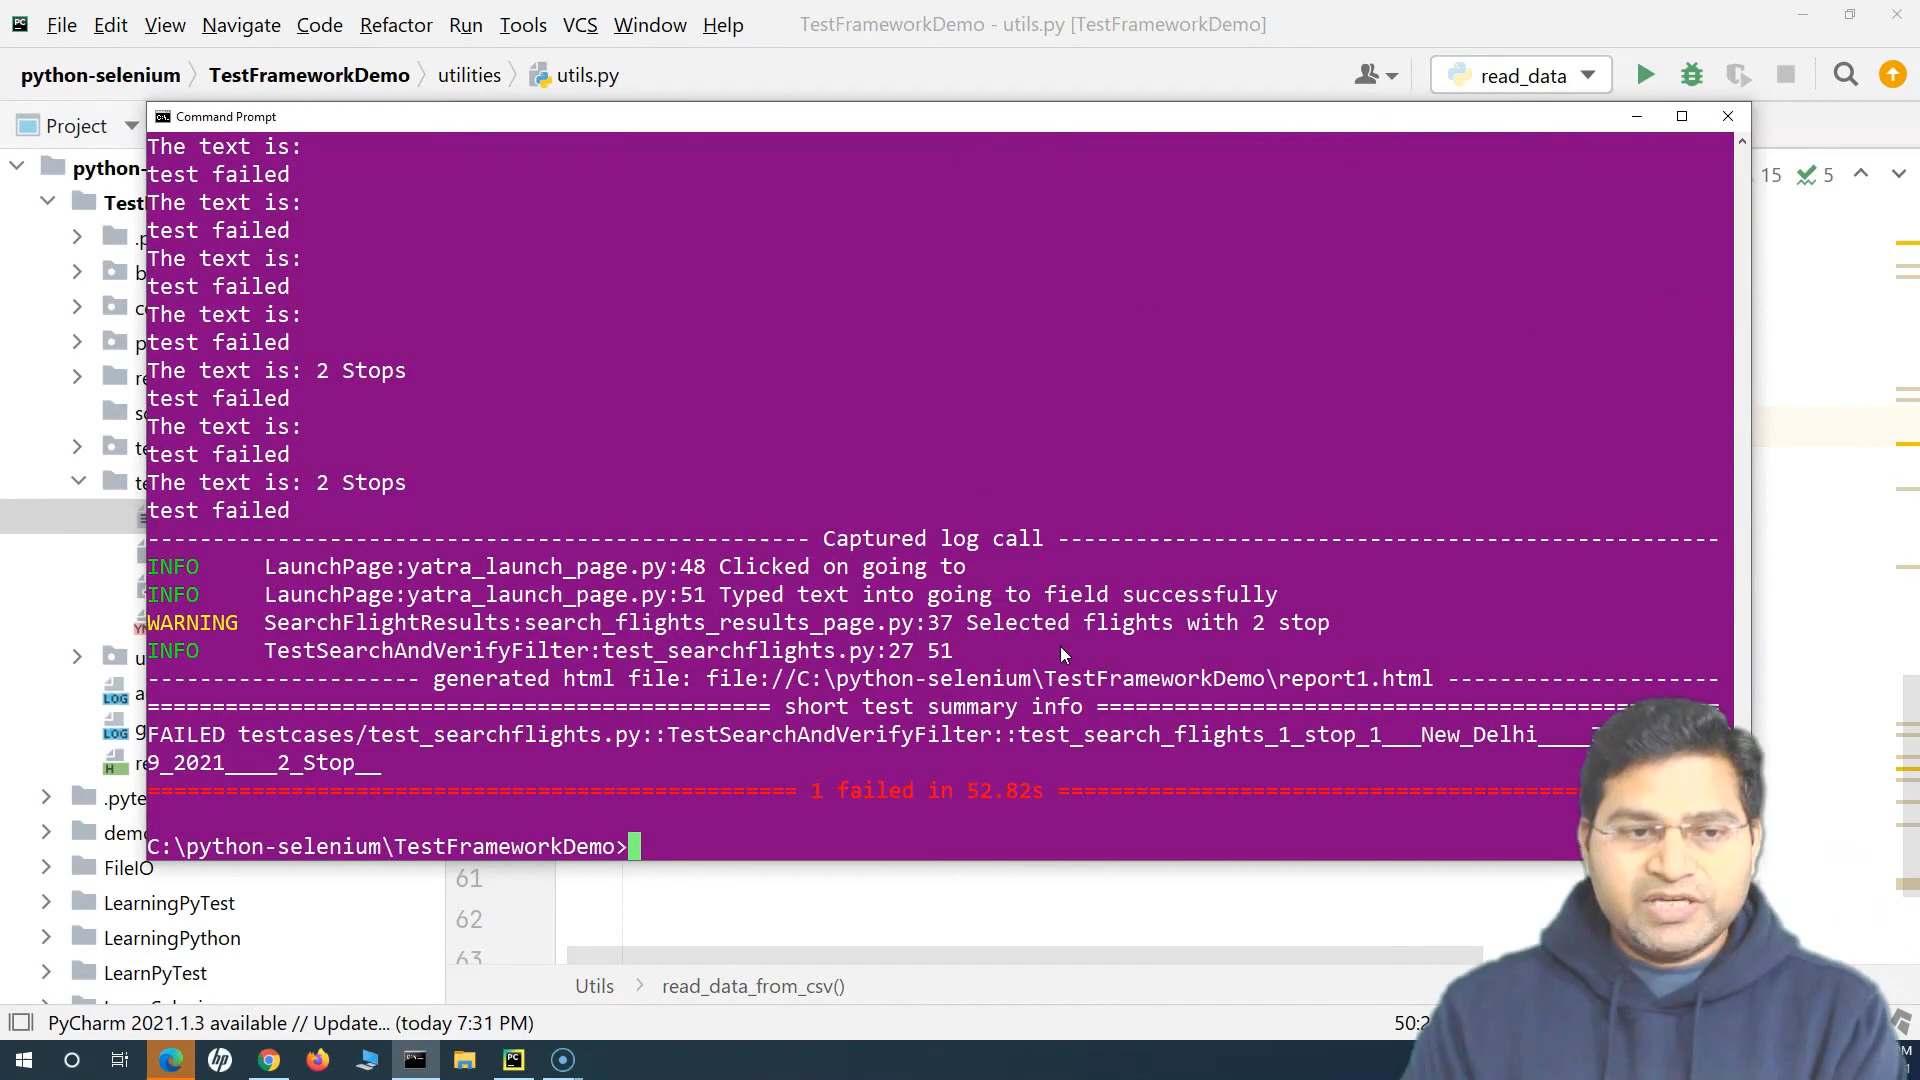 File Edit View Navigate Code Refactor Run Tools VCS Window Help TestFrameworkDemo - utils.py [TestFrameworkDemo]
python-selenium TestFrameworkDemo utilities utils.py read_data
Project
Command Prompt
The text is:
test failed
The text is:
test failed
The text is:
test failed
The text is:
test failed
The text is: 2 Stops
test failed
The text is:
test failed
The text is: 2 Stops
test failed
--------------------------------------------------- Captured log call ---------------------------------------------------
INFO     LaunchPage:yatra_launch_page.py:48 Clicked on going to
INFO     LaunchPage:yatra_launch_page.py:51 Typed text into going to field successfully
WARNING  SearchFlightResults:search_flights_results_page.py:37 Selected flights with 2 stop
INFO     TestSearchAndVerifyFilter:test_searchflights.py:27 51
--------------------- generated html file: file://C:\python-selenium\TestFrameworkDemo\report1.html ---------------------
================================================ short test summary info ================================================
FAILED testcases/test_searchflights.py::TestSearchAndVerifyFilter::test_search_flights_1_stop_1___New_Delhi____
9_2021____2_Stop__
================================================== 1 failed in 52.82s ========================================
C:\python-selenium\TestFrameworkDemo>
15 5
python-
Test
.p
b
c
p
re
s
te
te
u
a
g
re
.pyte
demo
FileIO
LearningPyTest
LearningPython
LearnPyTest
61
62
63
Utils read_data_from_csv()
PyCharm 2021.1.3 available // Update... (today 7:31 PM)
50:2